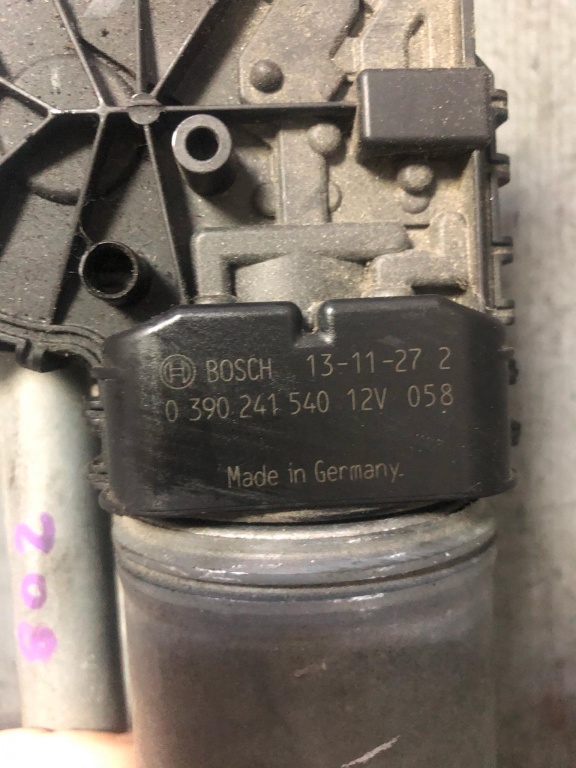 BOSCH 13-11-27 2
0 390 241 540 12V 058
Made in Germany
208